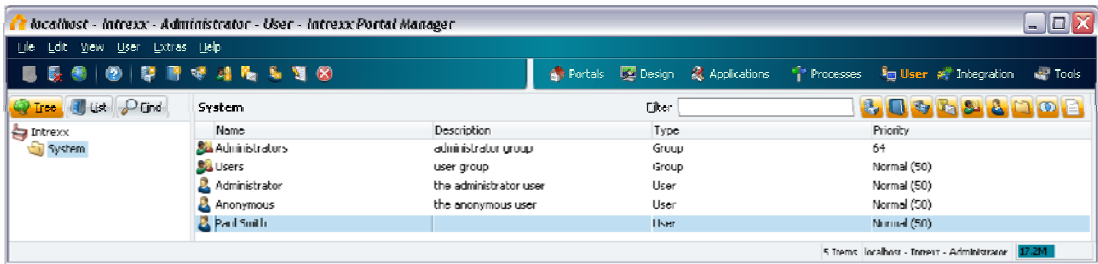 localhost - Intrexx - Administrator - User - Intrexx Portal Manager
File Edit View User Extras Help
Portals Design Applications Processes User Integration Tools
Tree List Find System Filter
Intrexx
System
Name Description Type Priority
Administrators administrator group Group 64
Users user group Group Normal (50)
Administrator the administrator user User Normal (50)
Anonymous the anonymous user User Normal (50)
Paul Smith User Normal (50)
5 Items localhost - Intrexx - Administrator 17.2M